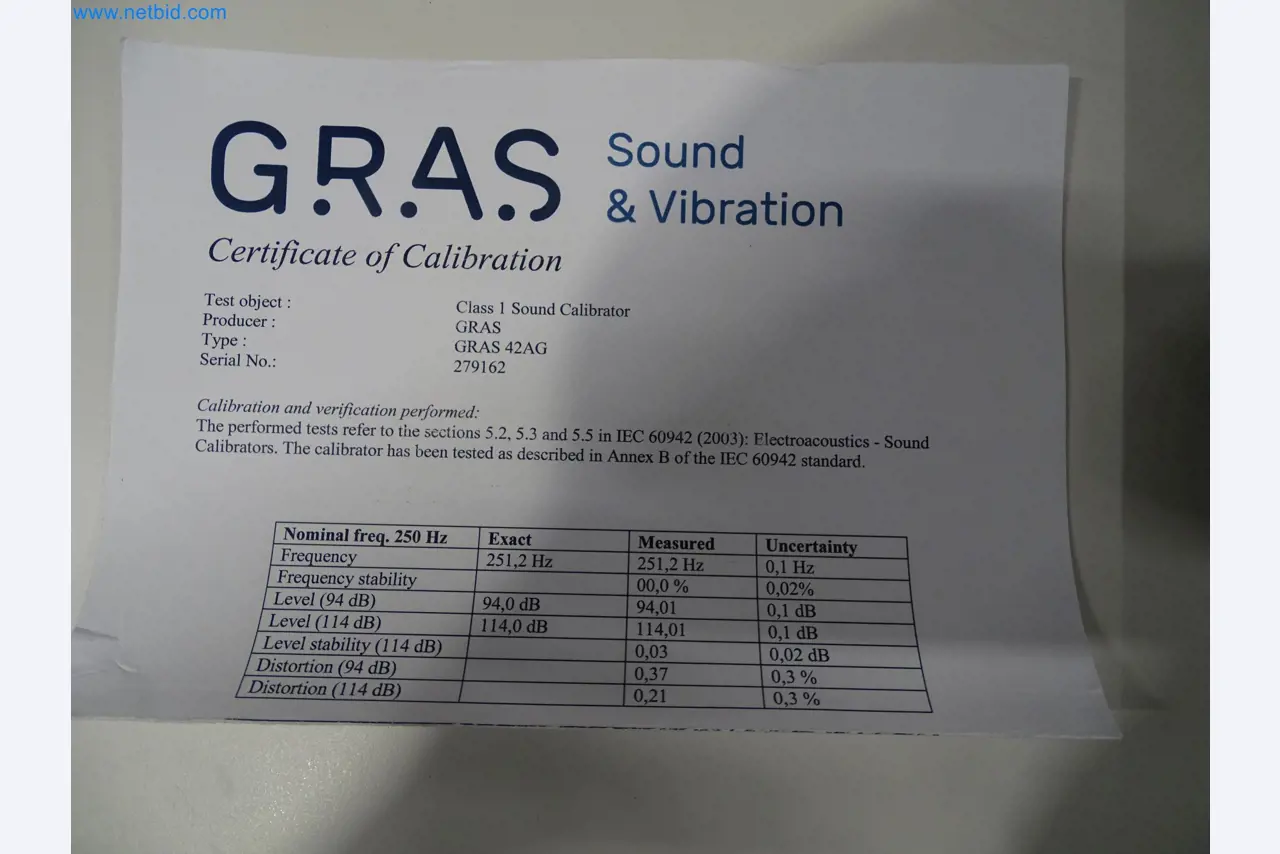 www.netbid.com
GRAS Sound
& Vibration
Certificate of Calibration
Test object : Class 1 Sound Calibrator
Producer : GRAS
Type : GRAS 42AG
Serial No.: 279162
Calibration and verification performed:
The performed tests refer to the sections 5.2, 5.3 and 5.5 in IEC 60942 (2003): Electroacoustics - Sound
Calibrators. The calibrator has been tested as described in Annex B of the IEC 60942 standard.
Nominal freq. 250 Hz Exact Measured Uncertainty
Frequency 251,2 Hz 251,2 Hz 0,1 Hz
Frequency stability 00,0 % 0,02%
Level (94 dB) 94,0 dB 94,01 0,1 dB
Level (114 dB) 114,0 dB 114,01 0,1 dB
Level stability (114 dB) 0,03 0,02 dB
Distortion (94 dB) 0,37 0,3 %
Distortion (114 dB) 0,21 0,3 %